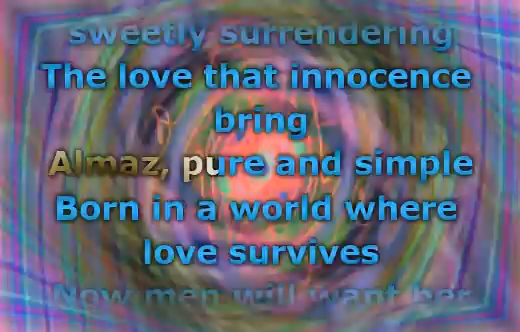 sweetly surrendering
The love that innocence
bring
Almaz, pure and simple
Born in a world where
love survives
Now men will want her